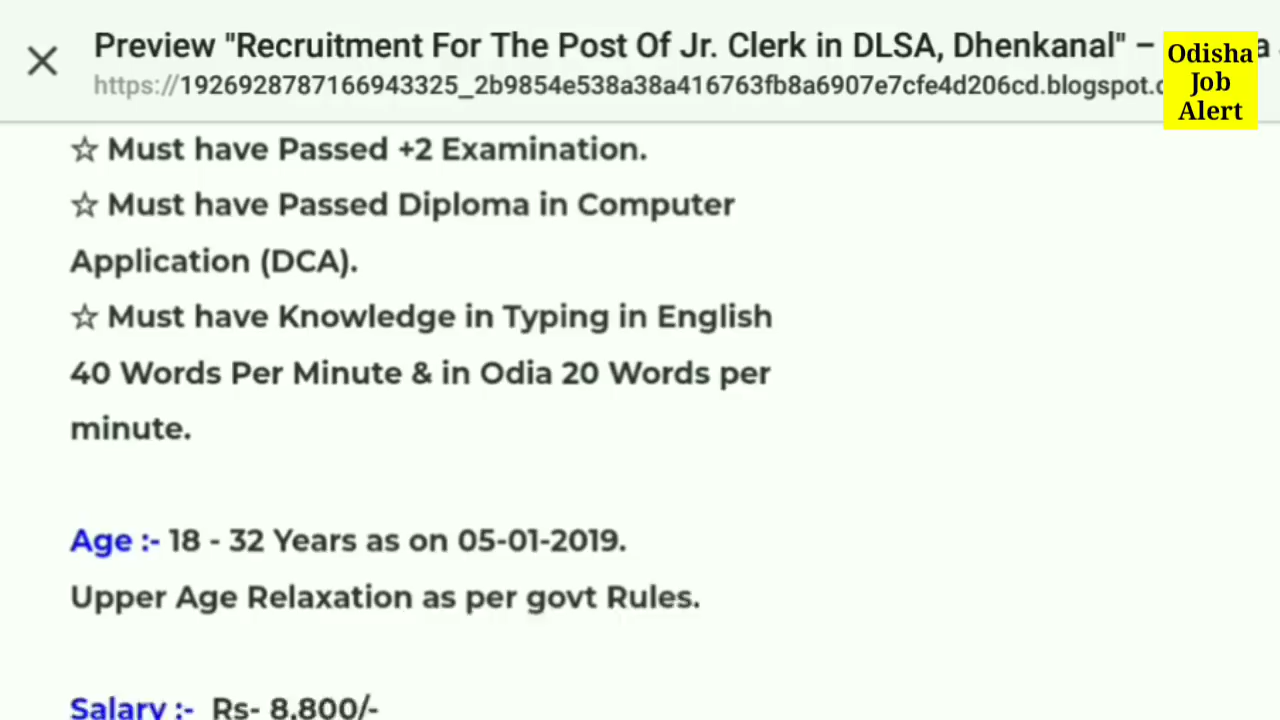 Preview "Recruitment For The Post Of Jr. Clerk in DLSA, Dhenkanal" –
https://1926928787166943325_2b9854e538a38a416763fb8a6907e7cfe4d206cd.blogspot.
Odisha
Job
Alert
☆ Must have Passed +2 Examination.
☆ Must have Passed Diploma in Computer
Application (DCA).
☆ Must have Knowledge in Typing in English
40 Words Per Minute & in Odia 20 Words per
minute.
Age :- 18 - 32 Years as on 05-01-2019.
Upper Age Relaxation as per govt Rules.
Salary :- Rs- 8,800/-